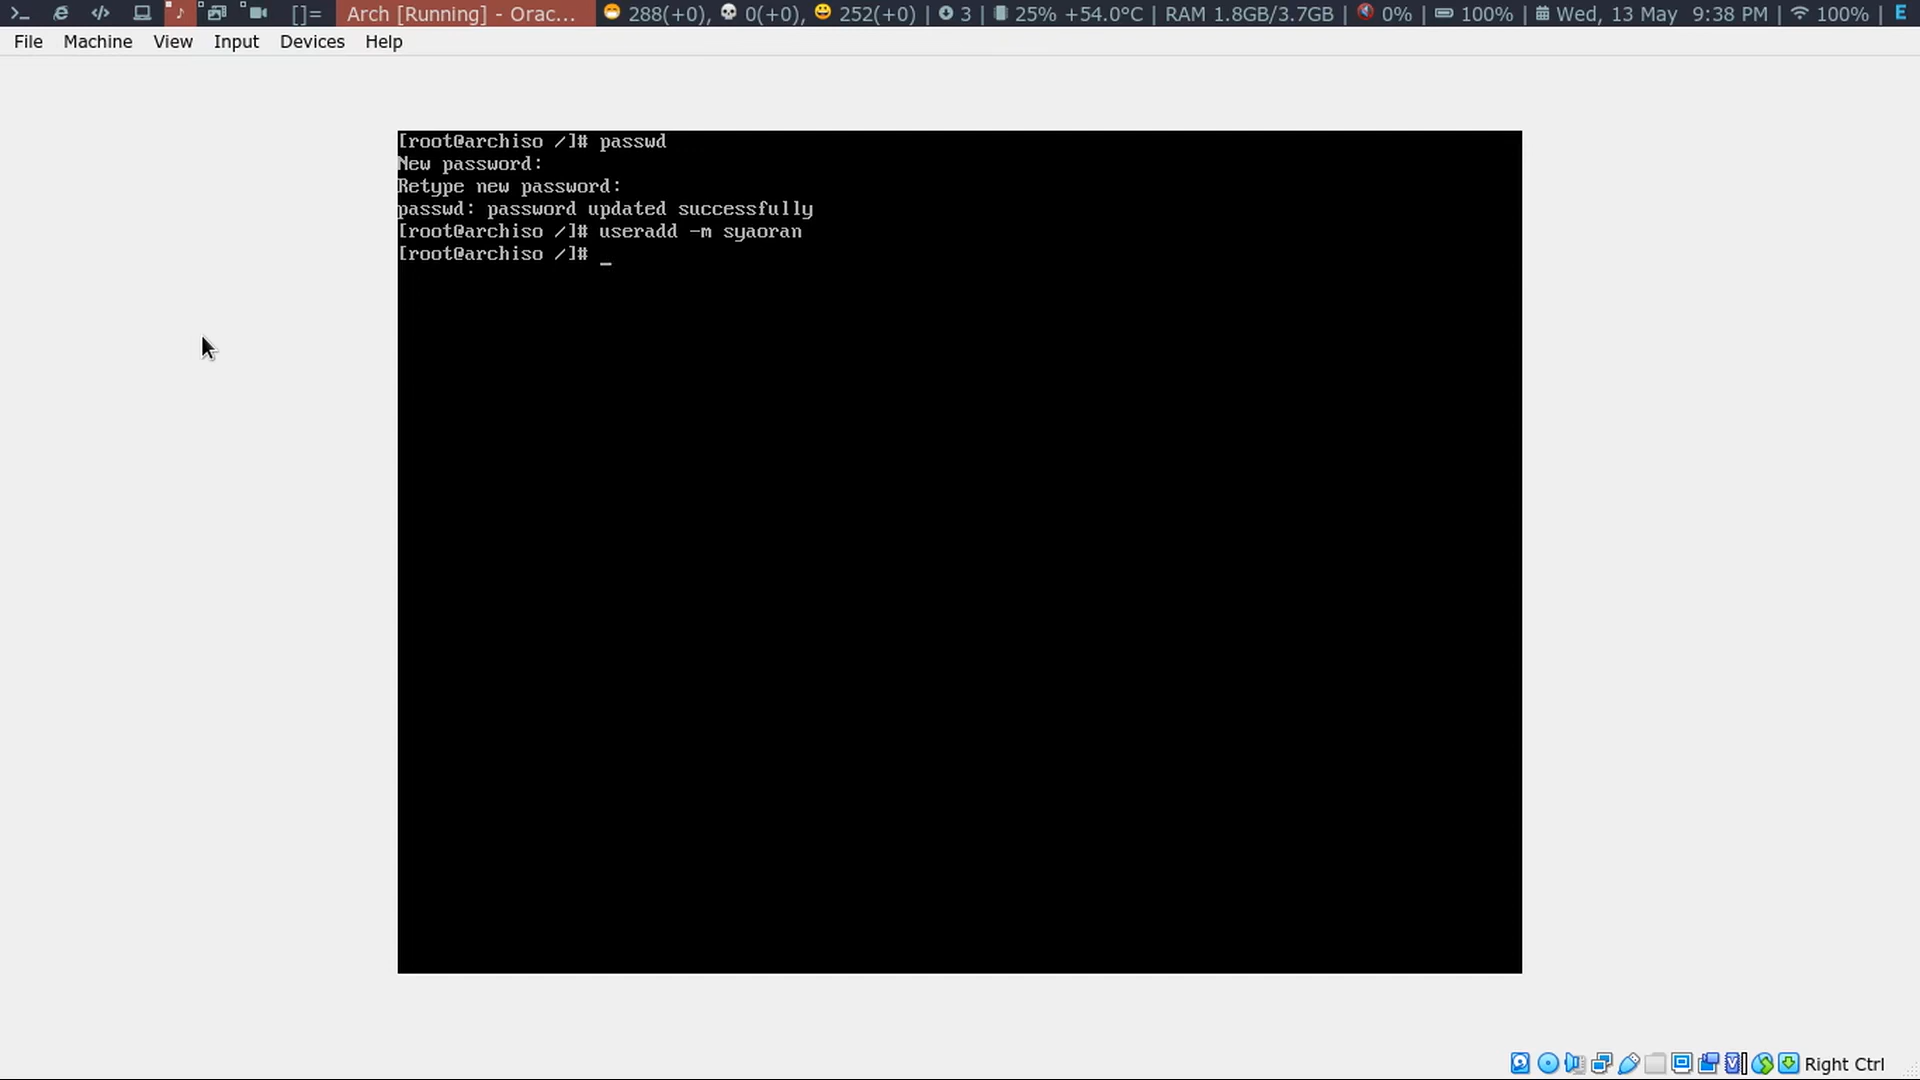 []= Arch [Running] - Orac... 288(+0), 0(+0), 252(+0) | 3 | 25% +54.0°C | RAM 1.8GB/3.7GB | 0% | 100% | Wed, 13 May 9:38 PM | 100% | E
File Machine View Input Devices Help
[root@archiso /]# passwd
New password:
Retype new password:
passwd: password updated successfully
[root@archiso /]# useradd -m syaoran
[root@archiso /]# _
Right Ctrl